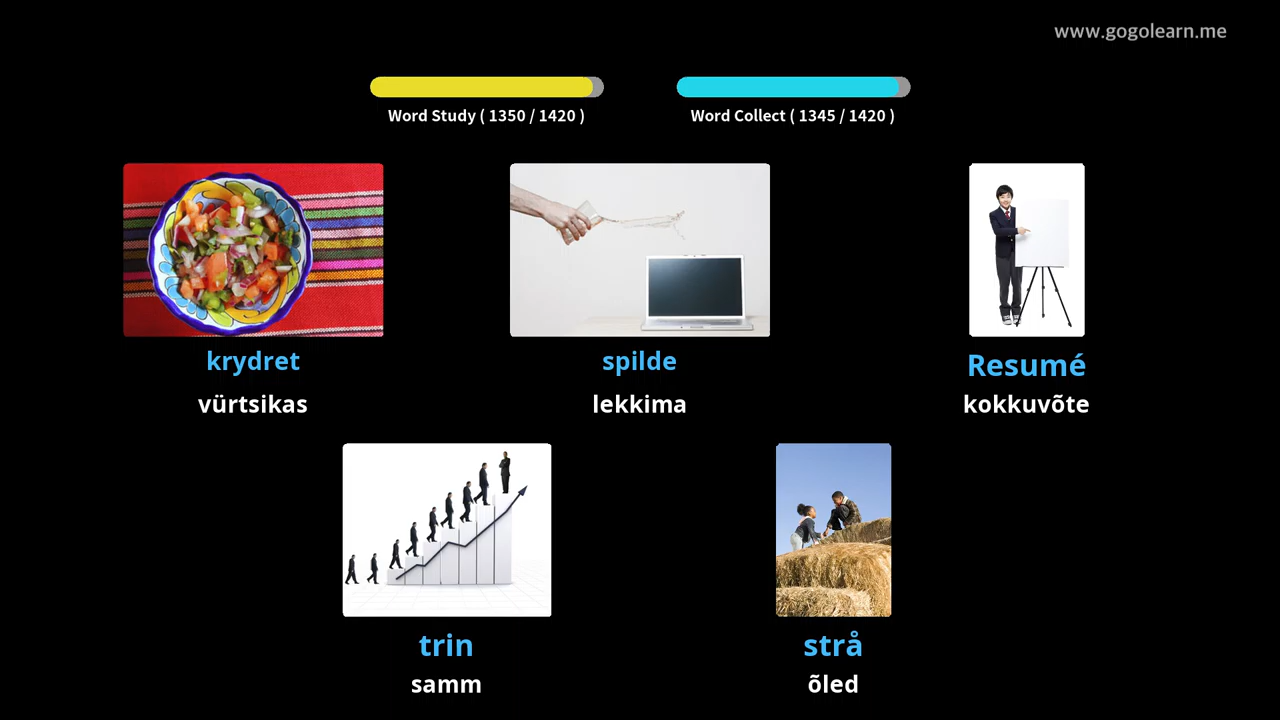 www.gogolearn.me
Word Study ( 1350 / 1420 )
Word Collect ( 1345 / 1420 )
krydret
spilde
Resumé
vürtsikas
lekkima
kokkuvõte
trin
strå
samm
õled